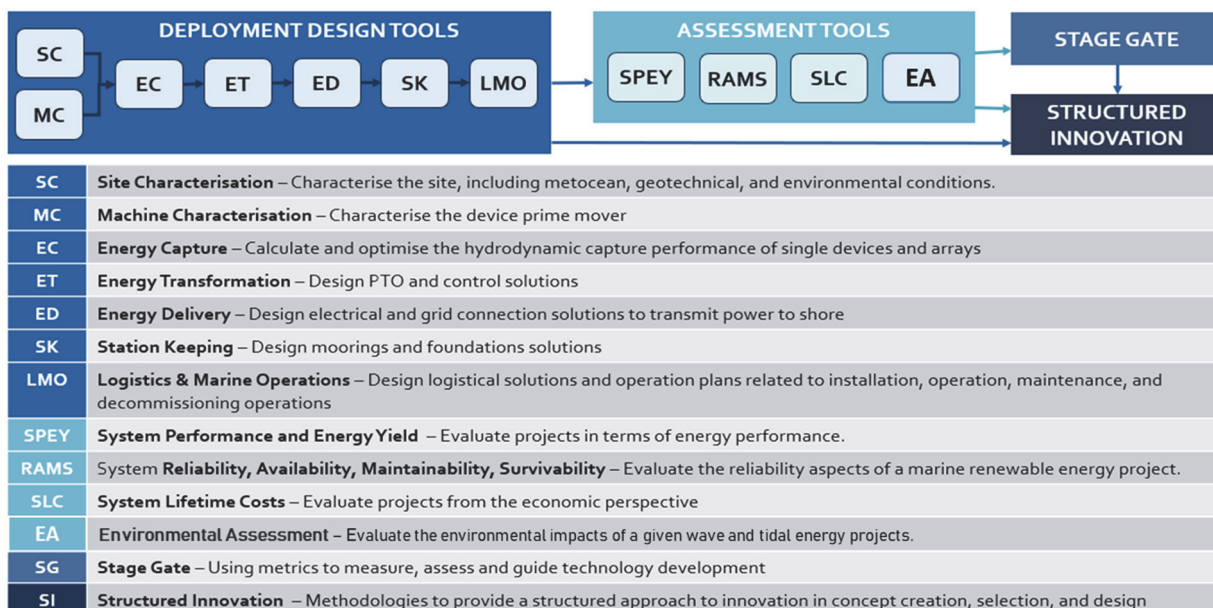 DEPLOYMENT DESIGN TOOLS
SC
MC
EC
ET
ED
SK
LMO
ASSESSMENT TOOLS
SPEY
RAMS
SLC
EA
STAGE GATE
STRUCTURED
INNOVATION
SC Site Characterisation – Characterise the site, including metocean, geotechnical, and environmental conditions.
MC Machine Characterisation – Characterise the device prime mover
EC Energy Capture – Calculate and optimise the hydrodynamic capture performance of single devices and arrays
ET Energy Transformation – Design PTO and control solutions
ED Energy Delivery – Design electrical and grid connection solutions to transmit power to shore
SK Station Keeping – Design moorings and foundations solutions
LMO Logistics & Marine Operations – Design logistical solutions and operation plans related to installation, operation, maintenance, and
decommissioning operations
SPEY System Performance and Energy Yield – Evaluate projects in terms of energy performance.
RAMS System Reliability, Availability, Maintainability, Survivability – Evaluate the reliability aspects of a marine renewable energy project.
SLC System Lifetime Costs – Evaluate projects from the economic perspective
EA Environmental Assessment – Evaluate the environmental impacts of a given wave and tidal energy projects.
SG Stage Gate – Using metrics to measure, assess and guide technology development
SI Structured Innovation – Methodologies to provide a structured approach to innovation in concept creation, selection, and design